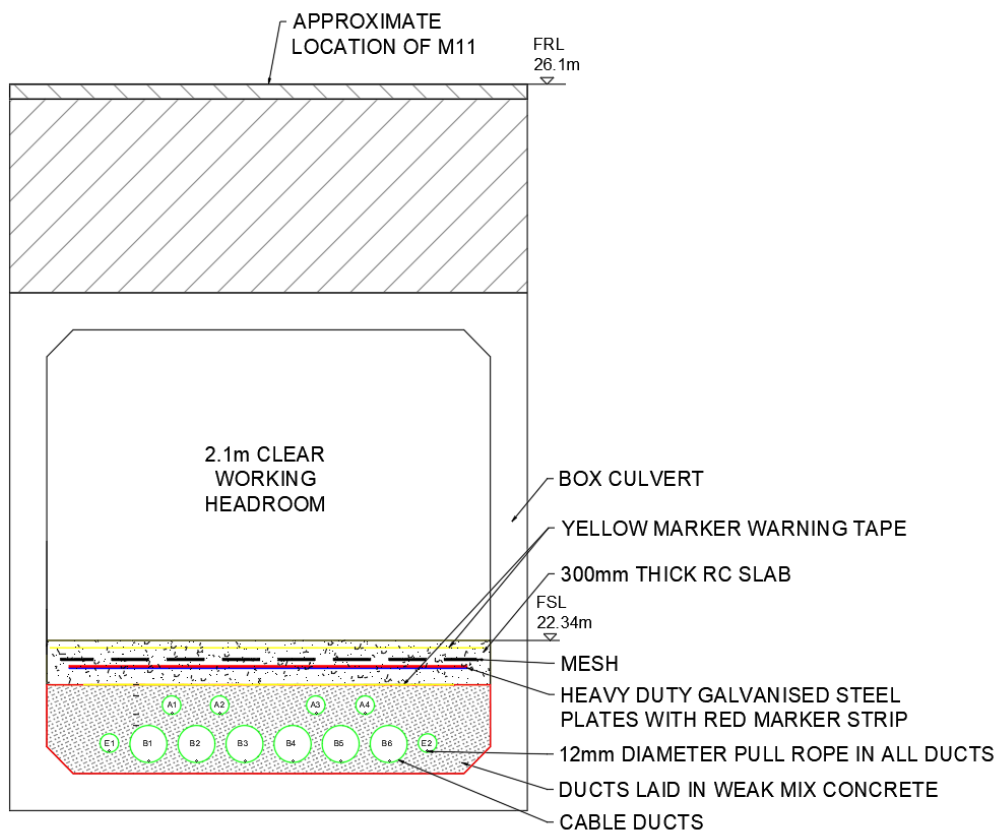 APPROXIMATE
LOCATION OF M11
FRL
26.1m
2.1m CLEAR
WORKING
HEADROOM
BOX CULVERT
YELLOW MARKER WARNING TAPE
300mm THICK RC SLAB
FSL
22.34m
MESH
HEAVY DUTY GALVANISED STEEL
PLATES WITH RED MARKER STRIP
A1 A2 A3 A4
E1 B1 B2 B3 B4 B5 B6 E2
12mm DIAMETER PULL ROPE IN ALL DUCTS
DUCTS LAID IN WEAK MIX CONCRETE
CABLE DUCTS